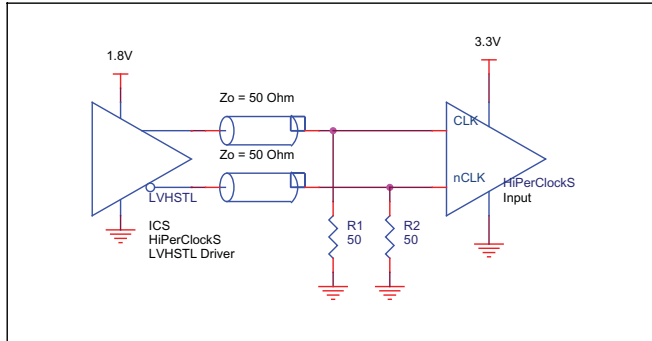 1.8V
3.3V
Zo = 50 Ohm
CLK
Zo = 50 Ohm
nCLK
HiPerClockS
Input
LVHSTL
ICS
HiPerClockS
LVHSTL Driver
R1
50
R2
50